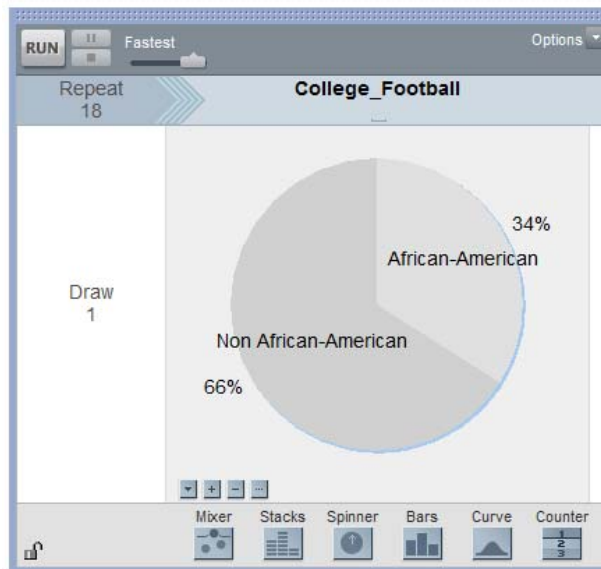 RUN Fastest Options
Repeat College_Football
18
34%
African-American
Draw
1
Non African-American
66%
Mixer Stacks Spinner Bars Curve Counter
1
2
3